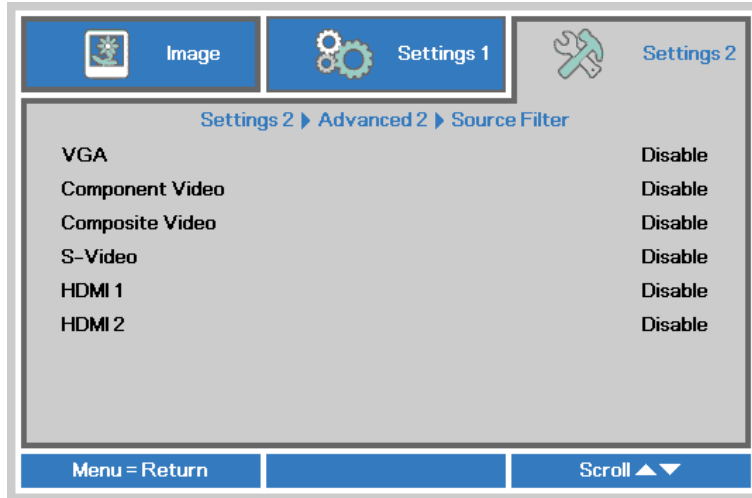 Image Settings 1 Settings 2
Settings 2 ▶ Advanced 2 ▶ Source Filter
VGA Disable
Component Video Disable
Composite Video Disable
S-Video Disable
HDMI 1 Disable
HDMI 2 Disable
Menu = Return Scroll ▲▼